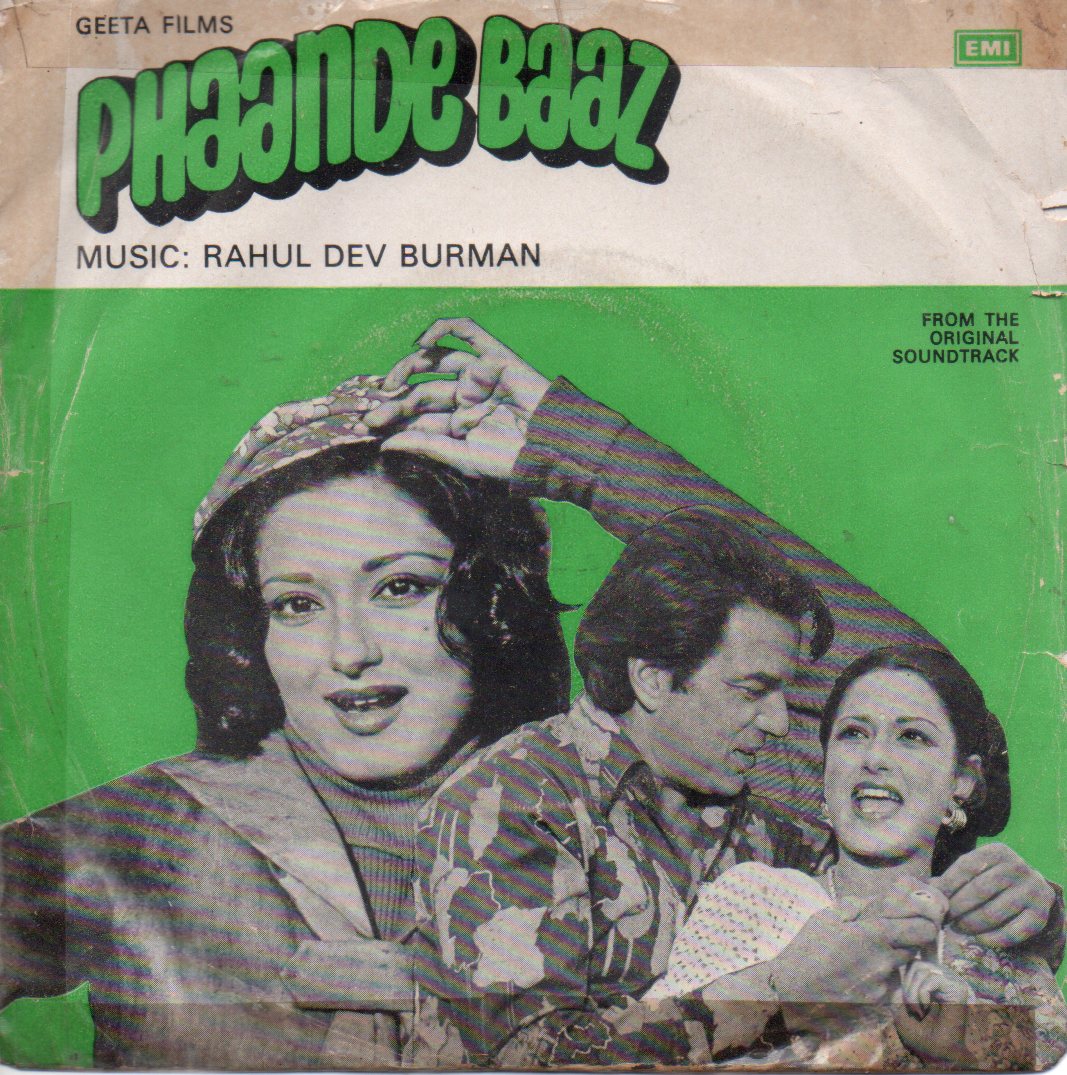 GEETA FILMS
EMI
PHaaNDe Baaz
MUSIC: RAHUL DEV BURMAN
FROM THE
ORIGINAL
SOUNDTRACK